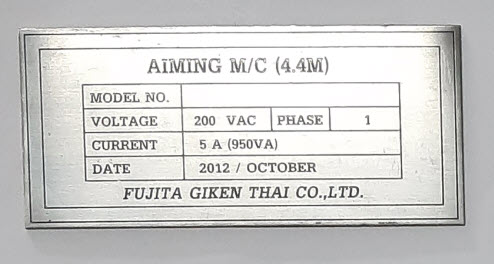 AIMING M/C (4.4M)
MODEL NO.
VOLTAGE 200 VAC PHASE 1
CURRENT 5 A (950VA)
DATE 2012 / OCTOBER
FUJITA GIKEN THAI CO.,LTD.